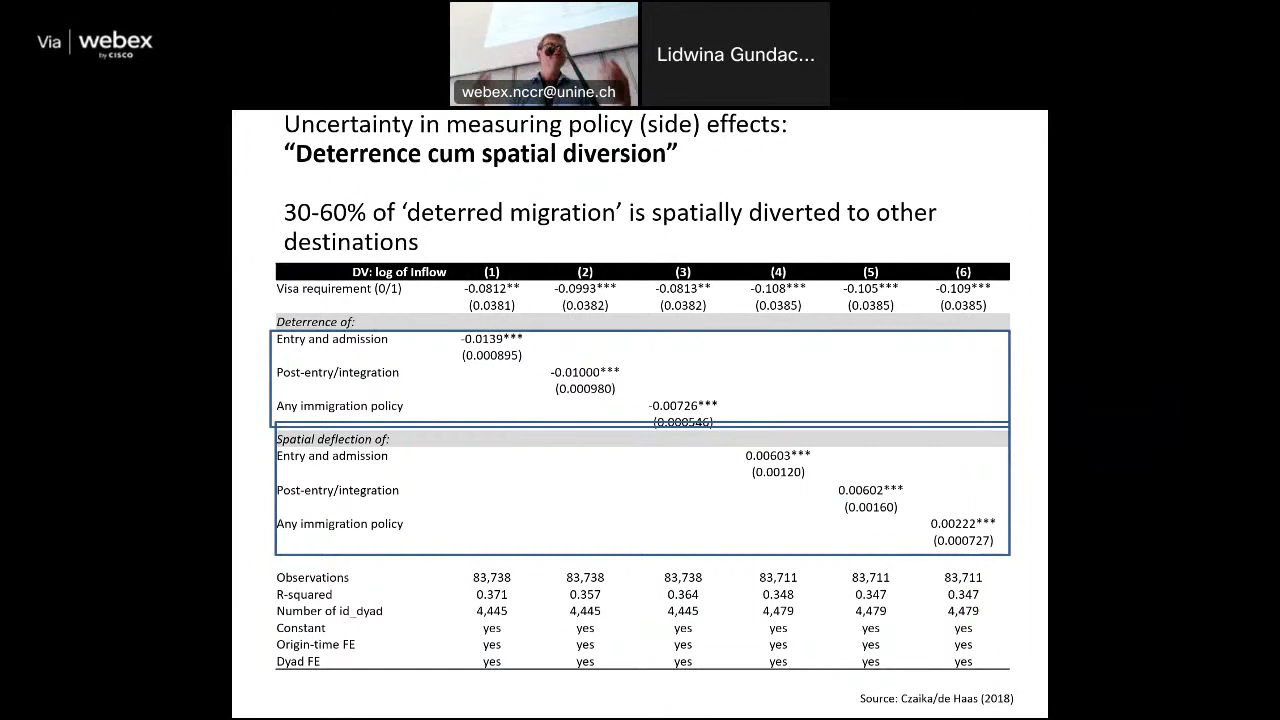 Via | webex
by CISCO
webex.nccr@unine.ch
Lidwina Gundac...
Uncertainty in measuring policy (side) effects:
“Deterrence cum spatial diversion”
30-60% of ‘deterred migration’ is spatially diverted to other
destinations
DV: log of Inflow (1) (2) (3) (4) (5) (6)
Visa requirement (0/1) -0.0812** -0.0993*** -0.0813** -0.108*** -0.105*** -0.109***
(0.0381) (0.0382) (0.0382) (0.0385) (0.0385) (0.0385)
Deterrence of:
Entry and admission -0.0139***
(0.000895)
Post-entry/integration -0.01000***
(0.000980)
Any immigration policy -0.00726***
(0.000546)
Spatial deflection of:
Entry and admission 0.00603***
(0.00120)
Post-entry/integration 0.00602***
(0.00160)
Any immigration policy 0.00222***
(0.000727)
Observations 83,738 83,738 83,738 83,711 83,711 83,711
R-squared 0.371 0.357 0.364 0.348 0.347 0.347
Number of id_dyad 4,445 4,445 4,445 4,479 4,479 4,479
Constant yes yes yes yes yes yes
Origin-time FE yes yes yes yes yes yes
Dyad FE yes yes yes yes yes yes
Source: Czaika/de Haas (2018)